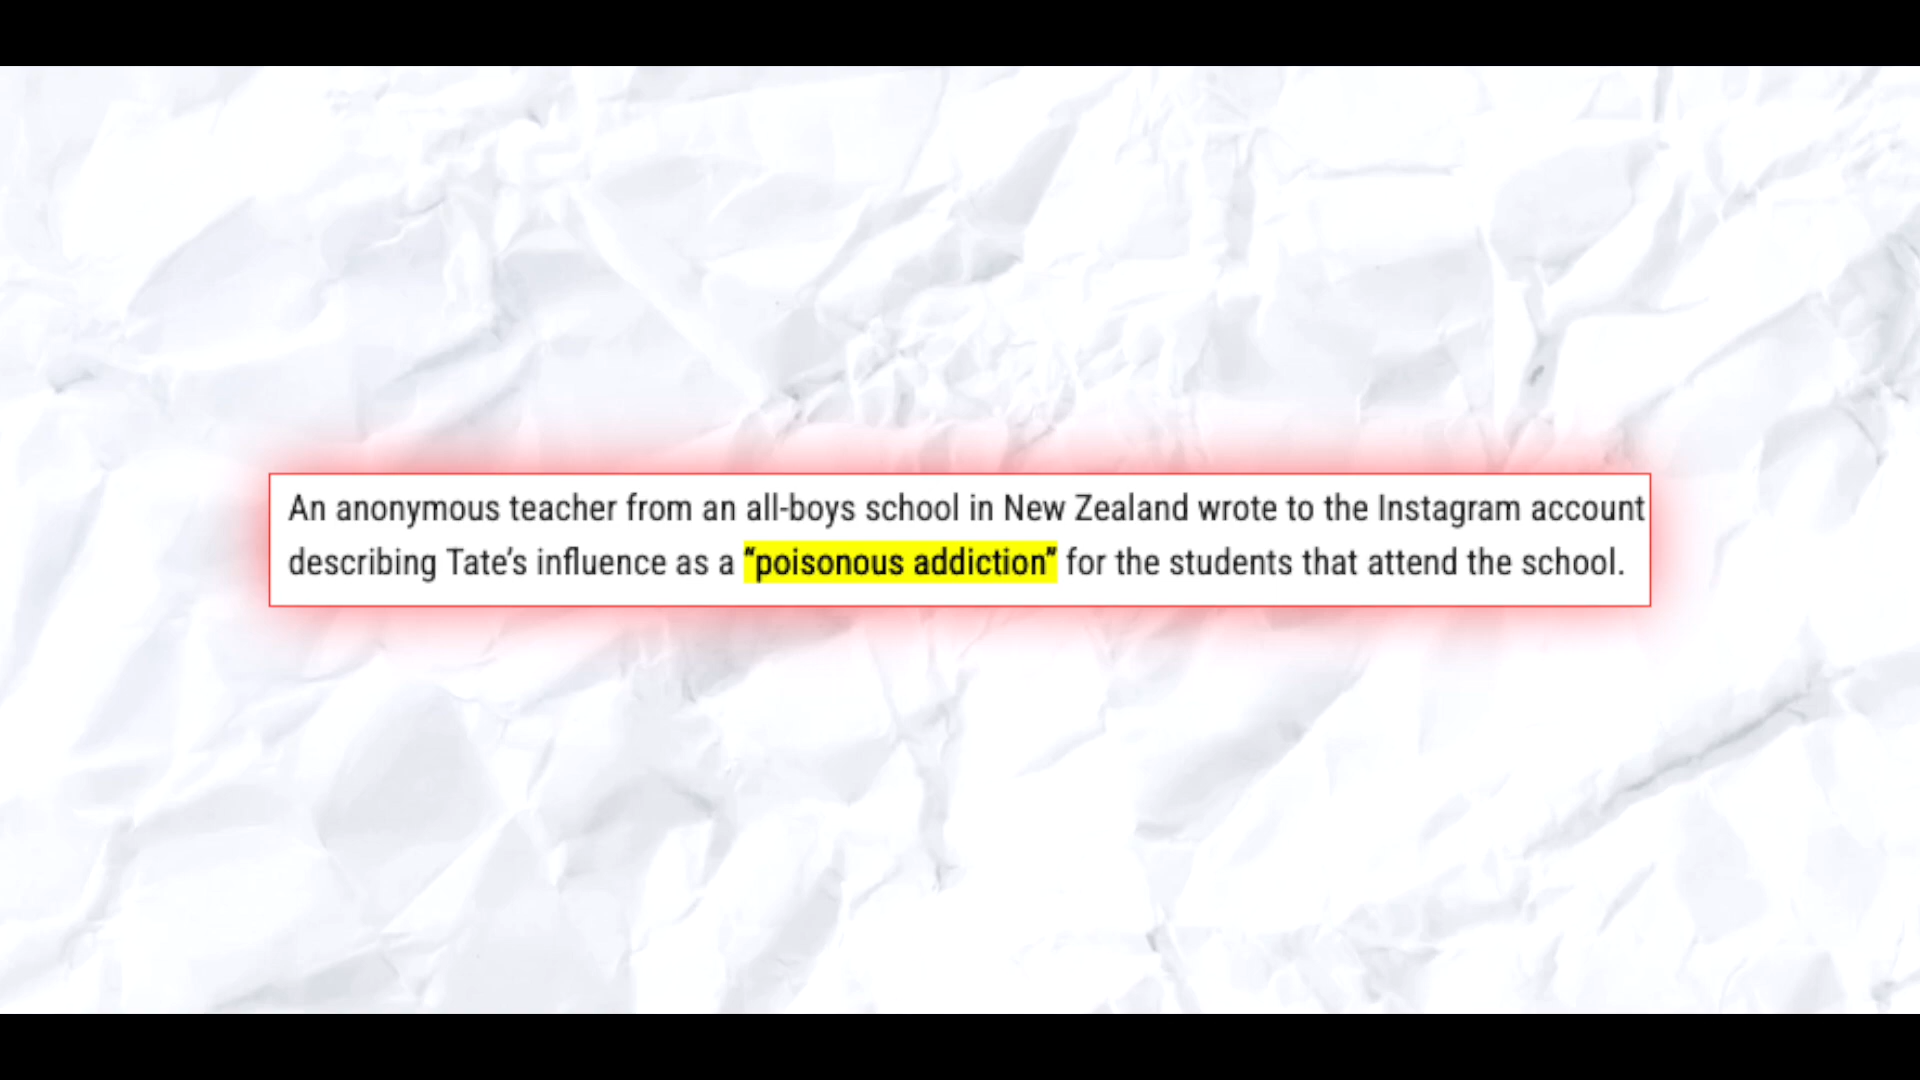 An anonymous teacher from an all-boys school in New Zealand wrote to the Instagram account
describing Tate’s influence as a “poisonous addiction” for the students that attend the school.